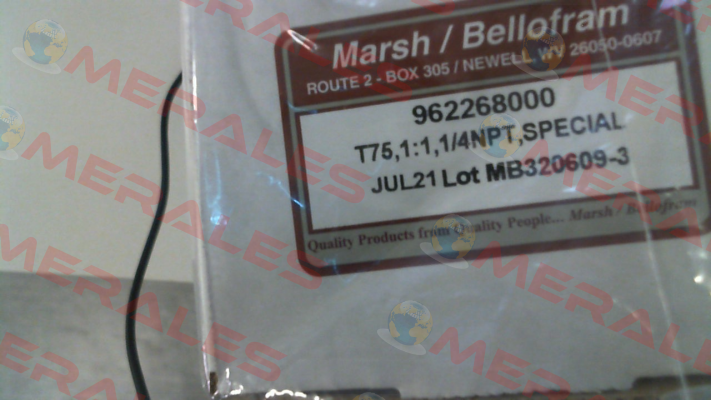 Marsh / Bellofram
ROUTE 2 - BOX 305 / NEWELL WV 26050-0607
962268000
T75,1:1,1/4NPT,SPECIAL
JUL21 Lot MB320609-3
Quality Products from Quality People... Marsh / Bellofram
MERALES